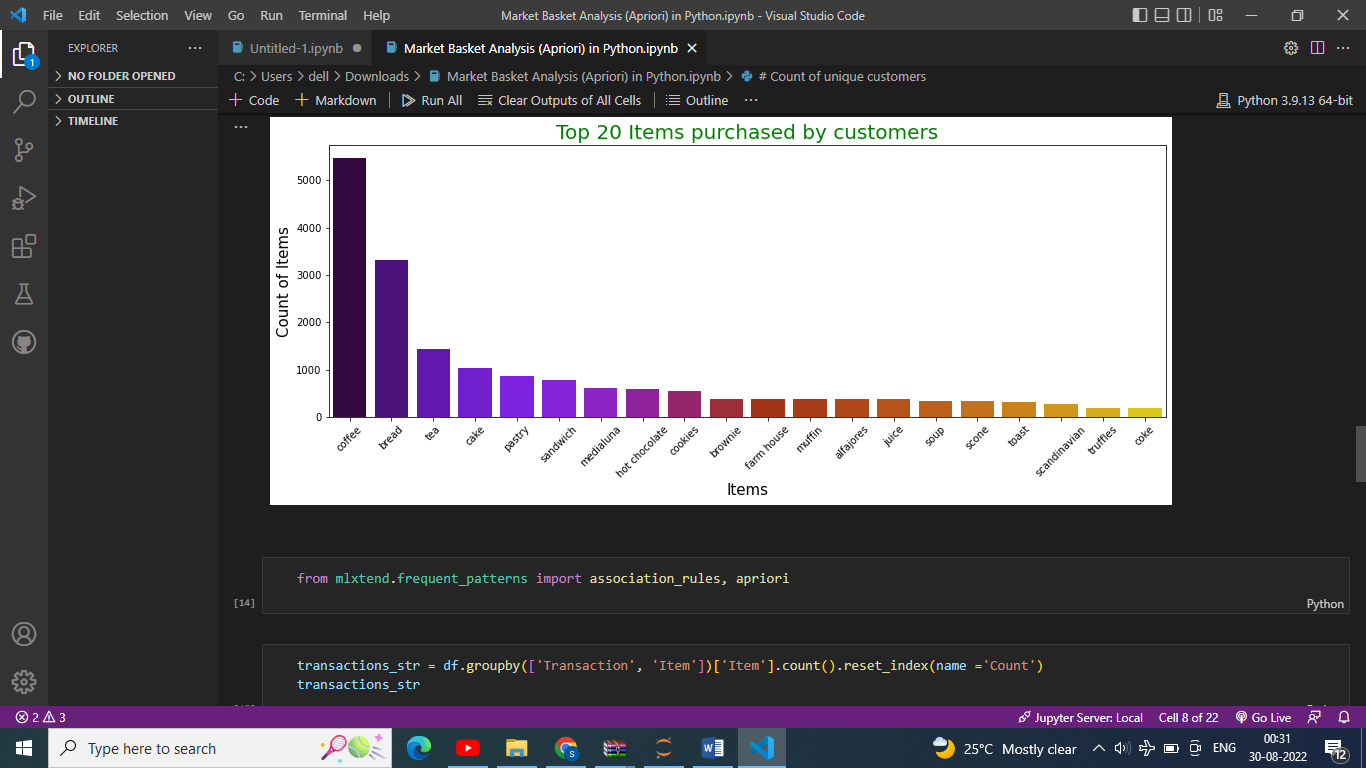 File Edit Selection View Go Run Terminal Help
Market Basket Analysis (Apriori) in Python.ipynb - Visual Studio Code
EXPLORER
NO FOLDER OPENED
OUTLINE
TIMELINE
1
Untitled-1.ipynb
Market Basket Analysis (Apriori) in Python.ipynb
C: > Users > dell > Downloads > Market Basket Analysis (Apriori) in Python.ipynb > # Count of unique customers
+ Code + Markdown Run All Clear Outputs of All Cells Outline ...
Python 3.9.13 64-bit
Top 20 Items purchased by customers
Count of Items
5000
4000
3000
2000
1000
0
coffee
bread
tea
cake
pastry
sandwich
medialuna
hot chocolate
cookies
brownie
farm house
muffin
alfajores
juice
soup
scone
toast
scandinavian
truffles
coke
Items
from mlxtend.frequent_patterns import association_rules, apriori
[14]
Python
transactions_str = df.groupby(['Transaction', 'Item'])['Item'].count().reset_index(name ='Count')
transactions_str
2 3
Jupyter Server: Local Cell 8 of 22 Go Live
Type here to search
25°C Mostly clear
ENG
00:31
30-08-2022
12